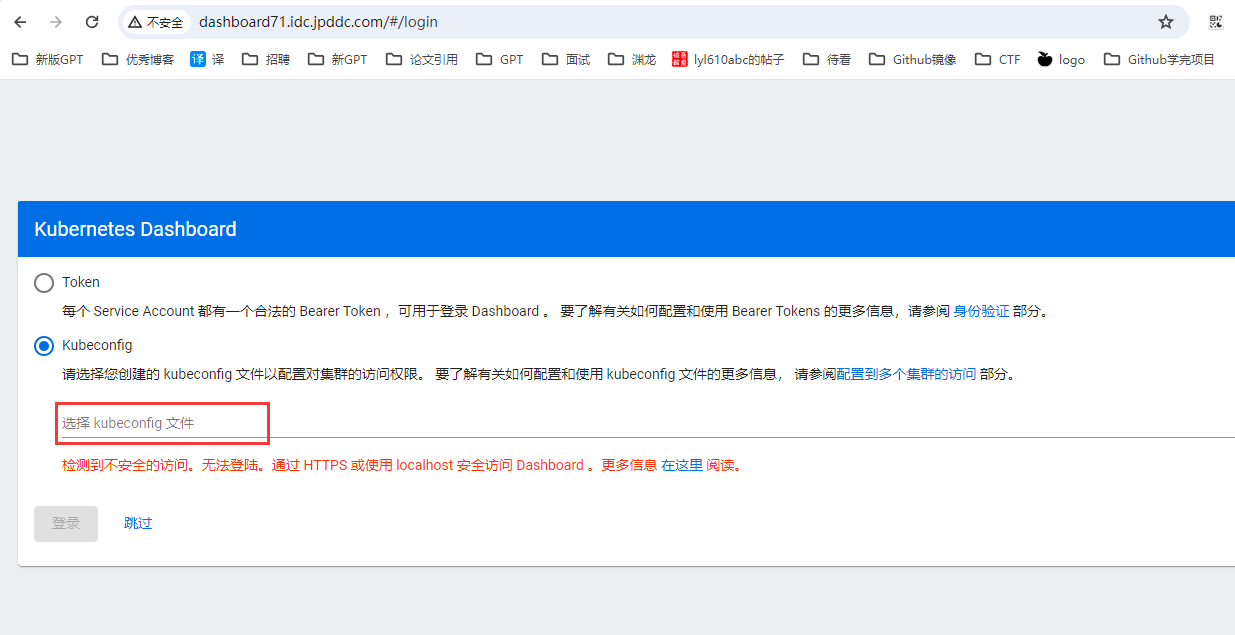 不安全 dashboard71.idc.jpddc.com/#/login
新版GPT 优秀博客 译 译 招聘 新GPT 论文引用 GPT 面试 渊龙 吾爱破解 lyl610abc的帖子 待看 Github镜像 CTF logo Github学完项目
Kubernetes Dashboard
Token
每个 Service Account 都有一个合法的 Bearer Token ，可用于登录 Dashboard 。 要了解有关如何配置和使用 Bearer Tokens 的更多信息，请参阅 身份验证 部分。
Kubeconfig
请选择您创建的 kubeconfig 文件以配置对集群的访问权限。 要了解有关如何配置和使用 kubeconfig 文件的更多信息， 请参阅配置到多个集群的访问 部分。
选择 kubeconfig 文件
检测到不安全的访问。无法登陆。通过 HTTPS 或使用 localhost 安全访问 Dashboard 。更多信息 在这里 阅读。
登录 跳过